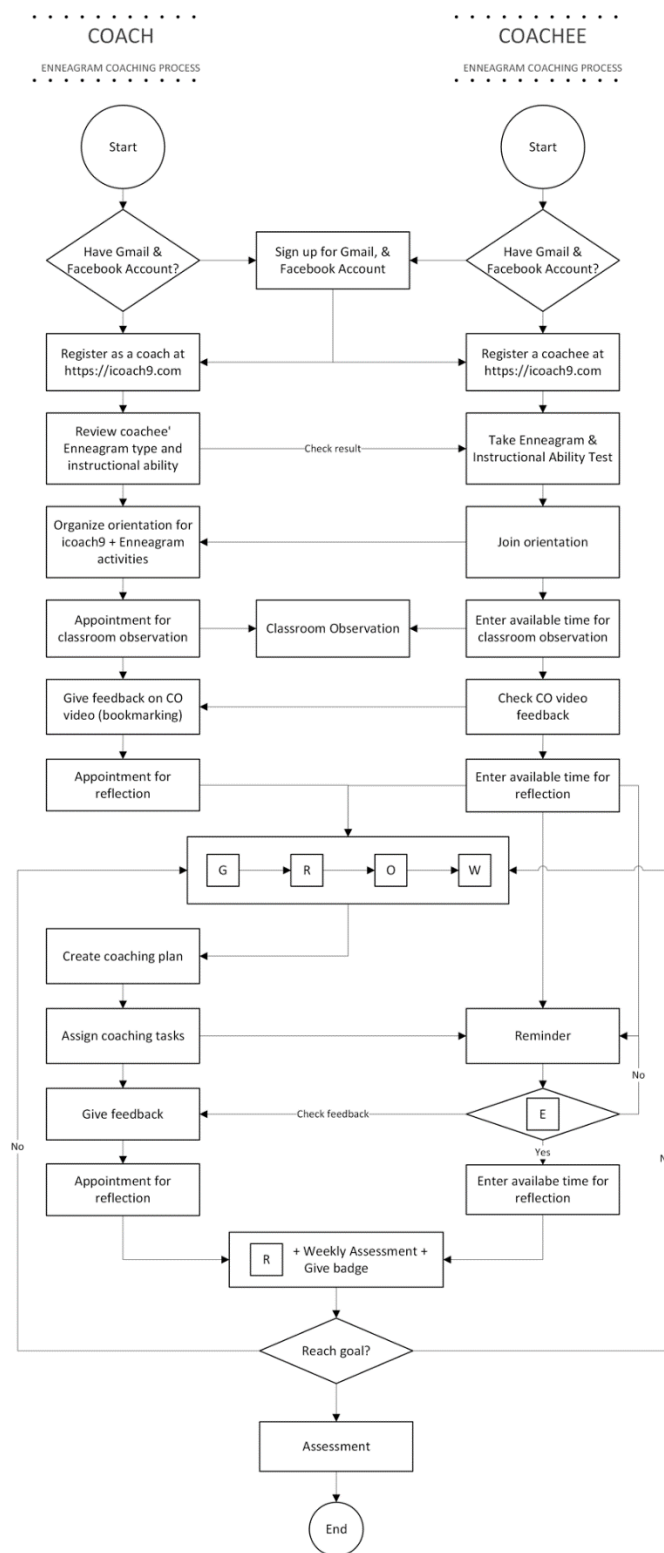 COACH
COACHEE
ENNEAGRAM COACHING PROCESS
ENNEAGRAM COACHING PROCESS
Start
Start
Have Gmail &
Facebook Account?
Sign up for Gmail, &
Facebook Account
Have Gmail &
Facebook Account?
Register as a coach at
https://icoach9.com
Register a coachee at
https://icoach9.com
Review coachee'
Enneagram type and
instructional ability
Check result
Take Enneagram &
Instructional Ability Test
Organize orientation for
icoach9 + Enneagram
activities
Join orientation
Appointment for
classroom observation
Classroom Observation
Enter available time for
classroom observation
Give feedback on CO
video (bookmarking)
Check CO video
feedback
Appointment for
reflection
Enter available time for
reflection
G
R
O
W
Create coaching plan
Assign coaching tasks
Reminder
No
Give feedback
Check feedback
E
No
Yes
N
Appointment for
reflection
Enter availabe time for
reflection
R
+ Weekly Assessment +
Give badge
Reach goal?
Assessment
End